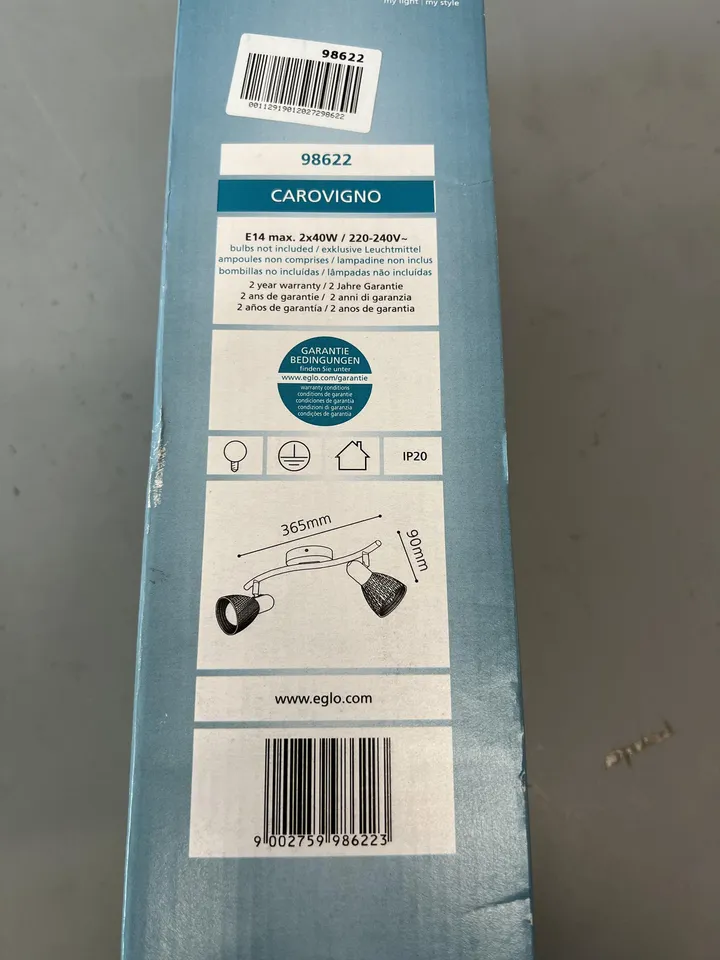 my light | my style
98622
00112919012027298622
98622
CAROVIGNO
E14 max. 2x40W / 220-240V~
bulbs not included / exklusive Leuchtmittel
ampoules non comprises / lampadine non inclus
bombillas no incluídas / lâmpadas não incluídas
2 year warranty / 2 Jahre Garantie
2 ans de garantie / 2 anni di garanzia
2 años de garantía / 2 anos de garantia
GARANTIE
BEDINGUNGEN
finden Sie unter
www.eglo.com/garantie
warranty conditions
conditions de garantie
condiciones de garantia
condizioni di garanzia
condições de garantia
IP20
365mm
90mm
www.eglo.com
9 002759 986223